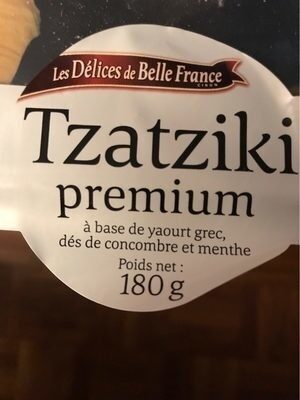 Les Délices de Belle France
Tzatziki
premium
à base de yaourt grec,
dés de concombre et menthe
Poids net :
180 g